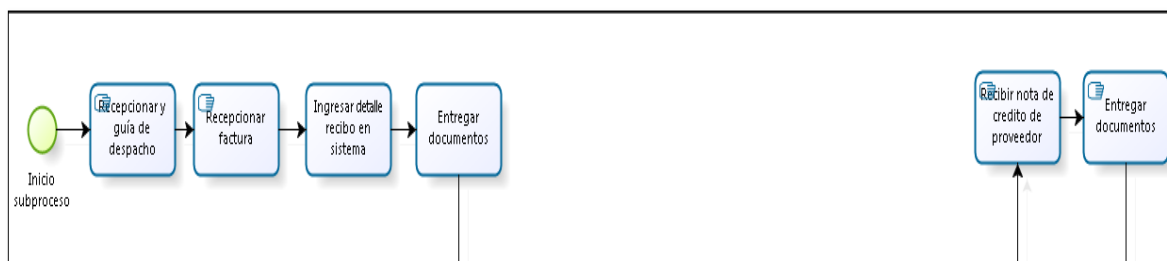 Recepcionar y
guía de
despacho
Recepcionar
factura
Ingresar detalle
recibo en
sistema
Entregar
documentos
Recibir nota de
credito de
proveedor
Entregar
documentos
Inicio
subproceso